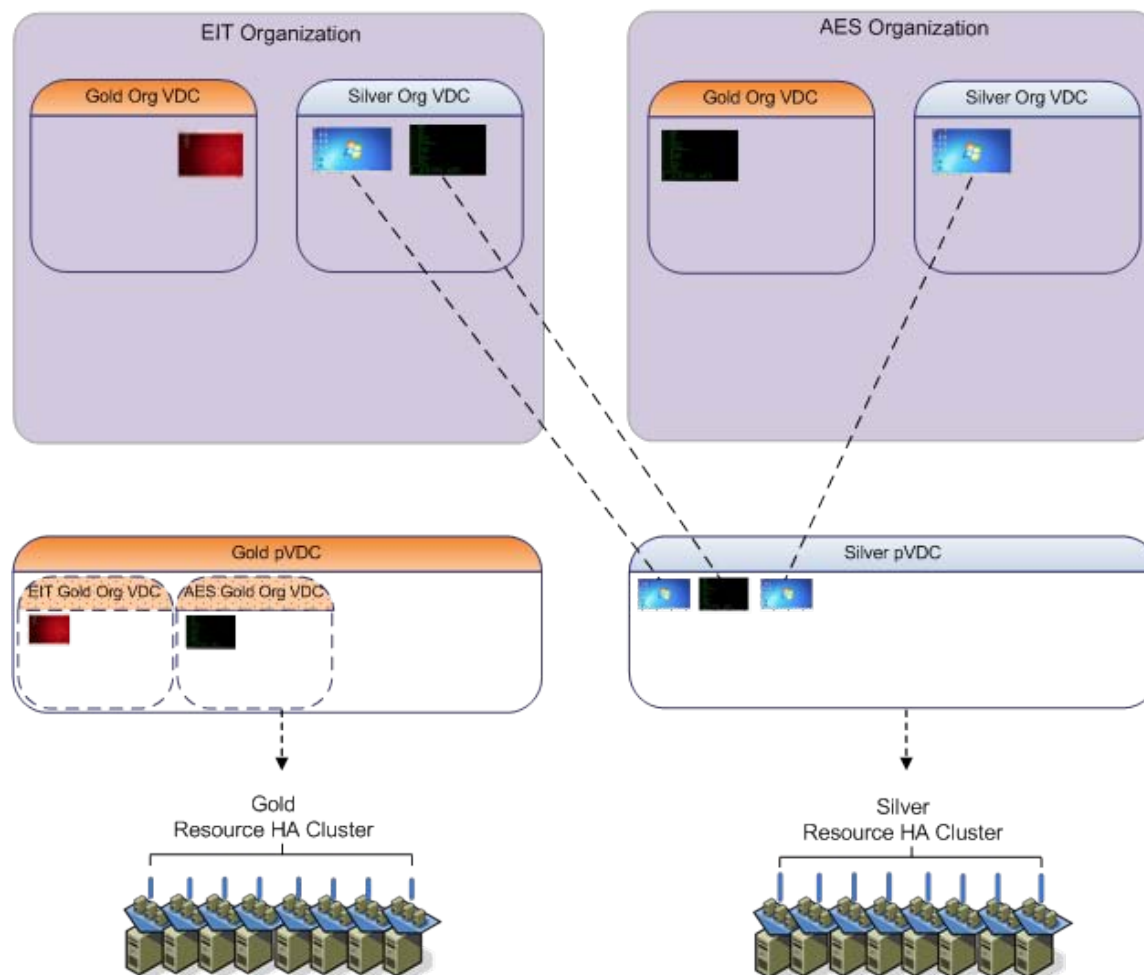 EIT Organization
AES Organization
Gold Org VDC
Silver Org VDC
Gold Org VDC
Silver Org VDC
Gold pVDC
Silver pVDC
EIT Gold Org VDC
AES Gold Org VDC
Gold
Resource HA Cluster
Silver
Resource HA Cluster